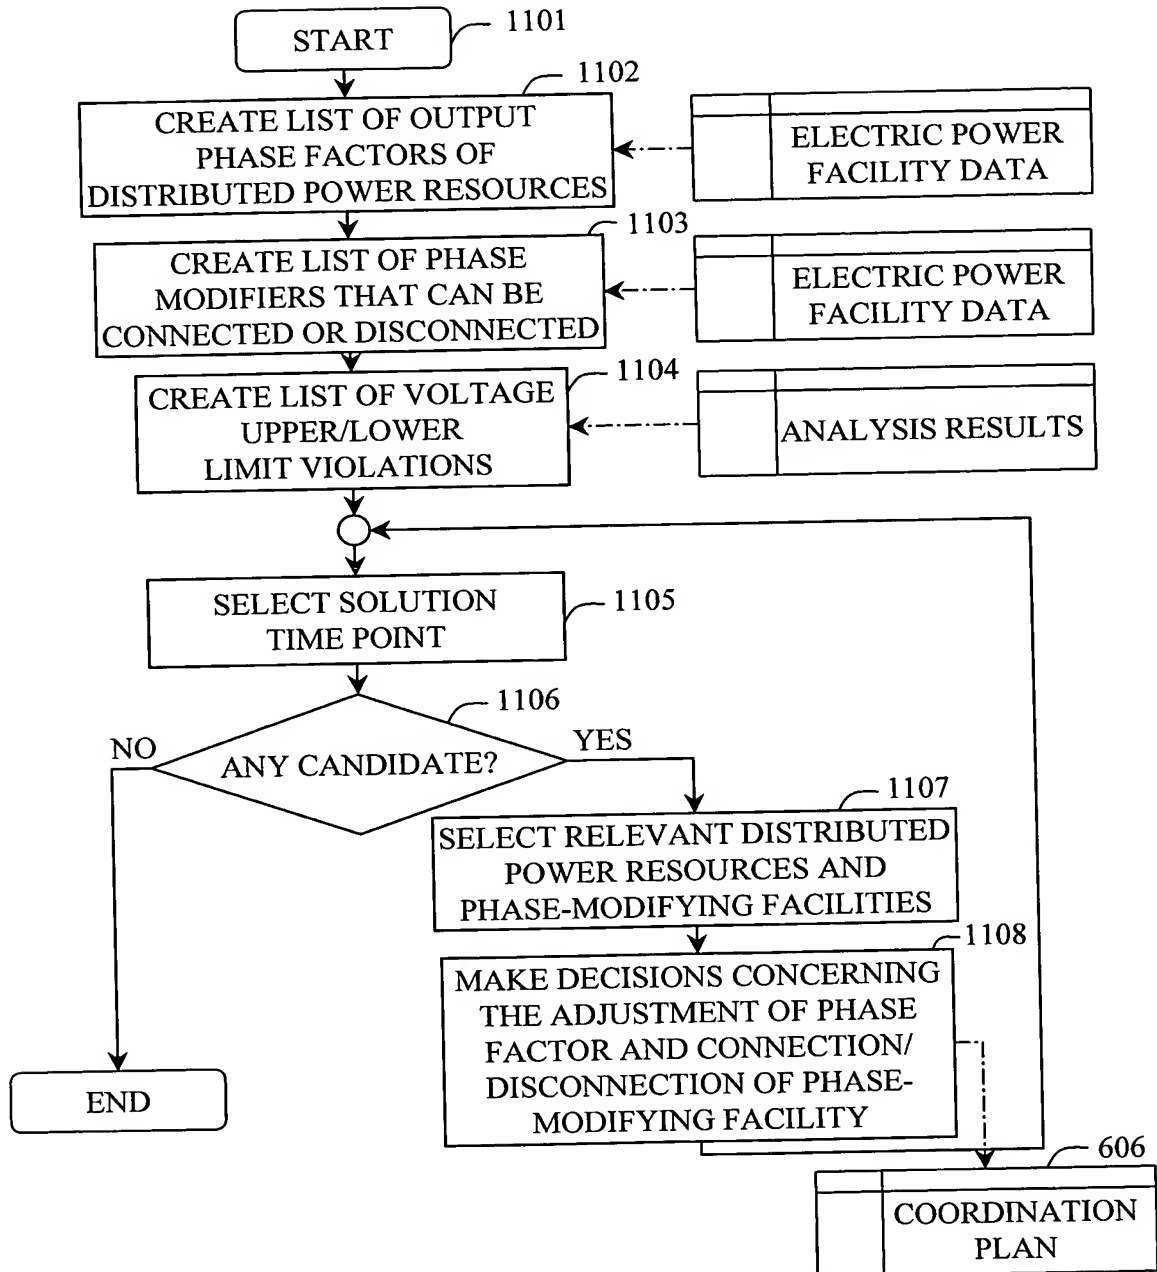 START
1101
1102
CREATE LIST OF OUTPUT
PHASE FACTORS OF
DISTRIBUTED POWER RESOURCES
ELECTRIC POWER
FACILITY DATA
1103
CREATE LIST OF PHASE
MODIFIERS THAT CAN BE
CONNECTED OR DISCONNECTED
ELECTRIC POWER
FACILITY DATA
1104
CREATE LIST OF VOLTAGE
UPPER/LOWER
LIMIT VIOLATIONS
ANALYSIS RESULTS
SELECT SOLUTION
TIME POINT
1105
1106
NO
ANY CANDIDATE?
YES
1107
SELECT RELEVANT DISTRIBUTED
POWER RESOURCES AND
PHASE-MODIFYING FACILITIES
1108
MAKE DECISIONS CONCERNING
THE ADJUSTMENT OF PHASE
FACTOR AND CONNECTION/
DISCONNECTION OF PHASE-
MODIFYING FACILITY
END
606
COORDINATION
PLAN